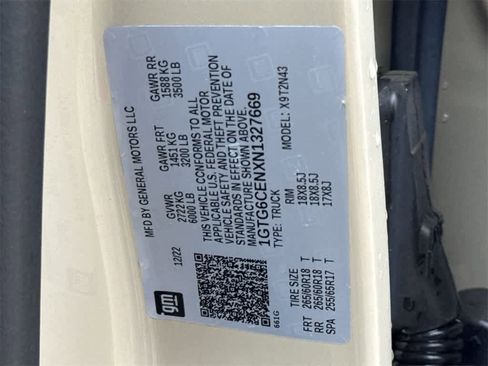 MFD BY GENERAL MOTORS LLC
12/22
GVWR
2722 KG
6000 LB
GAWR FRT
1451 KG
3200 LB
GAWR RR
1588 KG
3500 LB
THIS VEHICLE CONFORMS TO ALL
APPLICABLE U.S. FEDERAL MOTOR
VEHICLE SAFETY AND THEFT PREVENTION
STANDARDS IN EFFECT ON THE DATE OF
MANUFACTURE SHOWN ABOVE.
1GTG6CENXN1327669
TYPE: TRUCK
MODEL: X9T2N43
gm
661G
TIRE SIZE
RIM
FRT 265/60R18 T 18X8.5J
RR 265/60R18 T 18X8.5J
SPA 255/65R17 T 17X8J